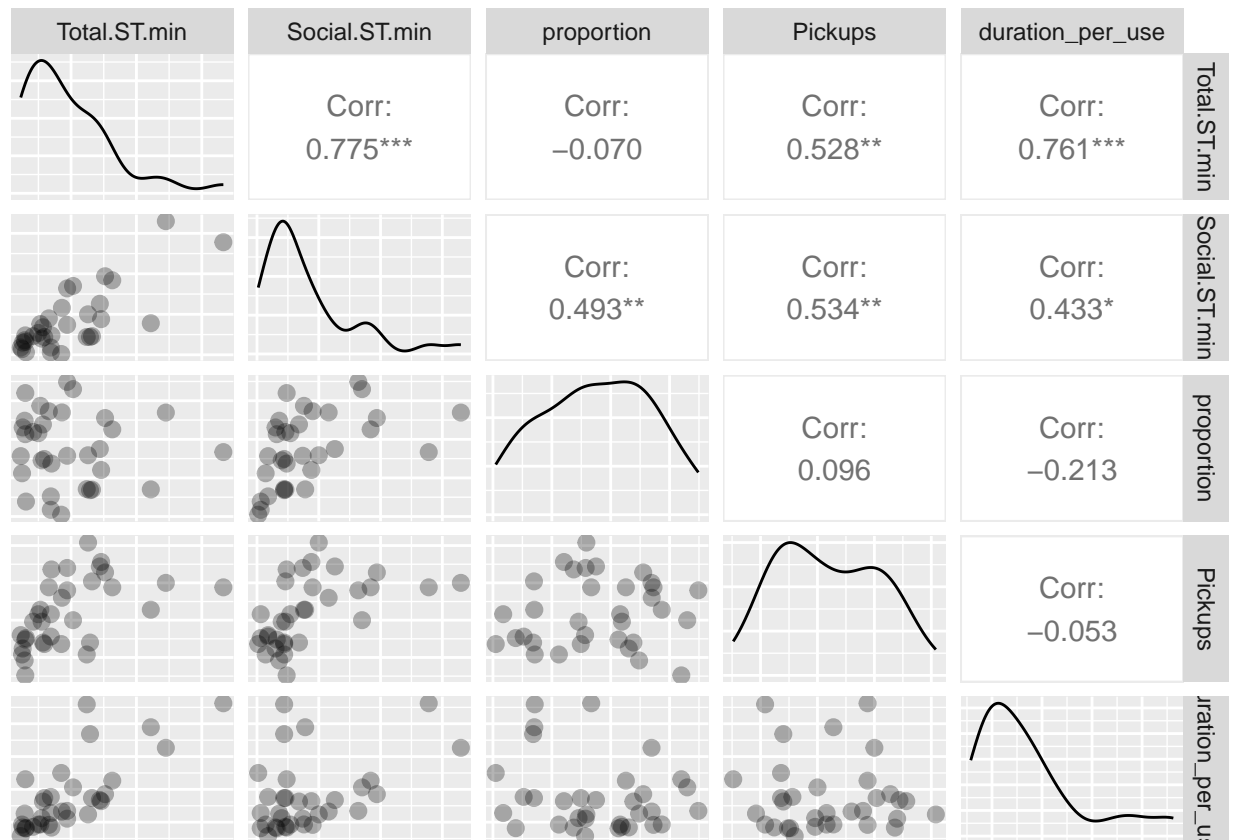 Total.ST.min
Social.ST.min
proportion
Pickups
duration_per_use
Corr:
0.775***
Corr:
−0.070
Corr:
0.528**
Corr:
0.761***
Total.ST.min
Corr:
0.493**
Corr:
0.534**
Corr:
0.433*
Social.ST.min
Corr:
0.096
Corr:
−0.213
proportion
Corr:
−0.053
Pickups
uration_per_us